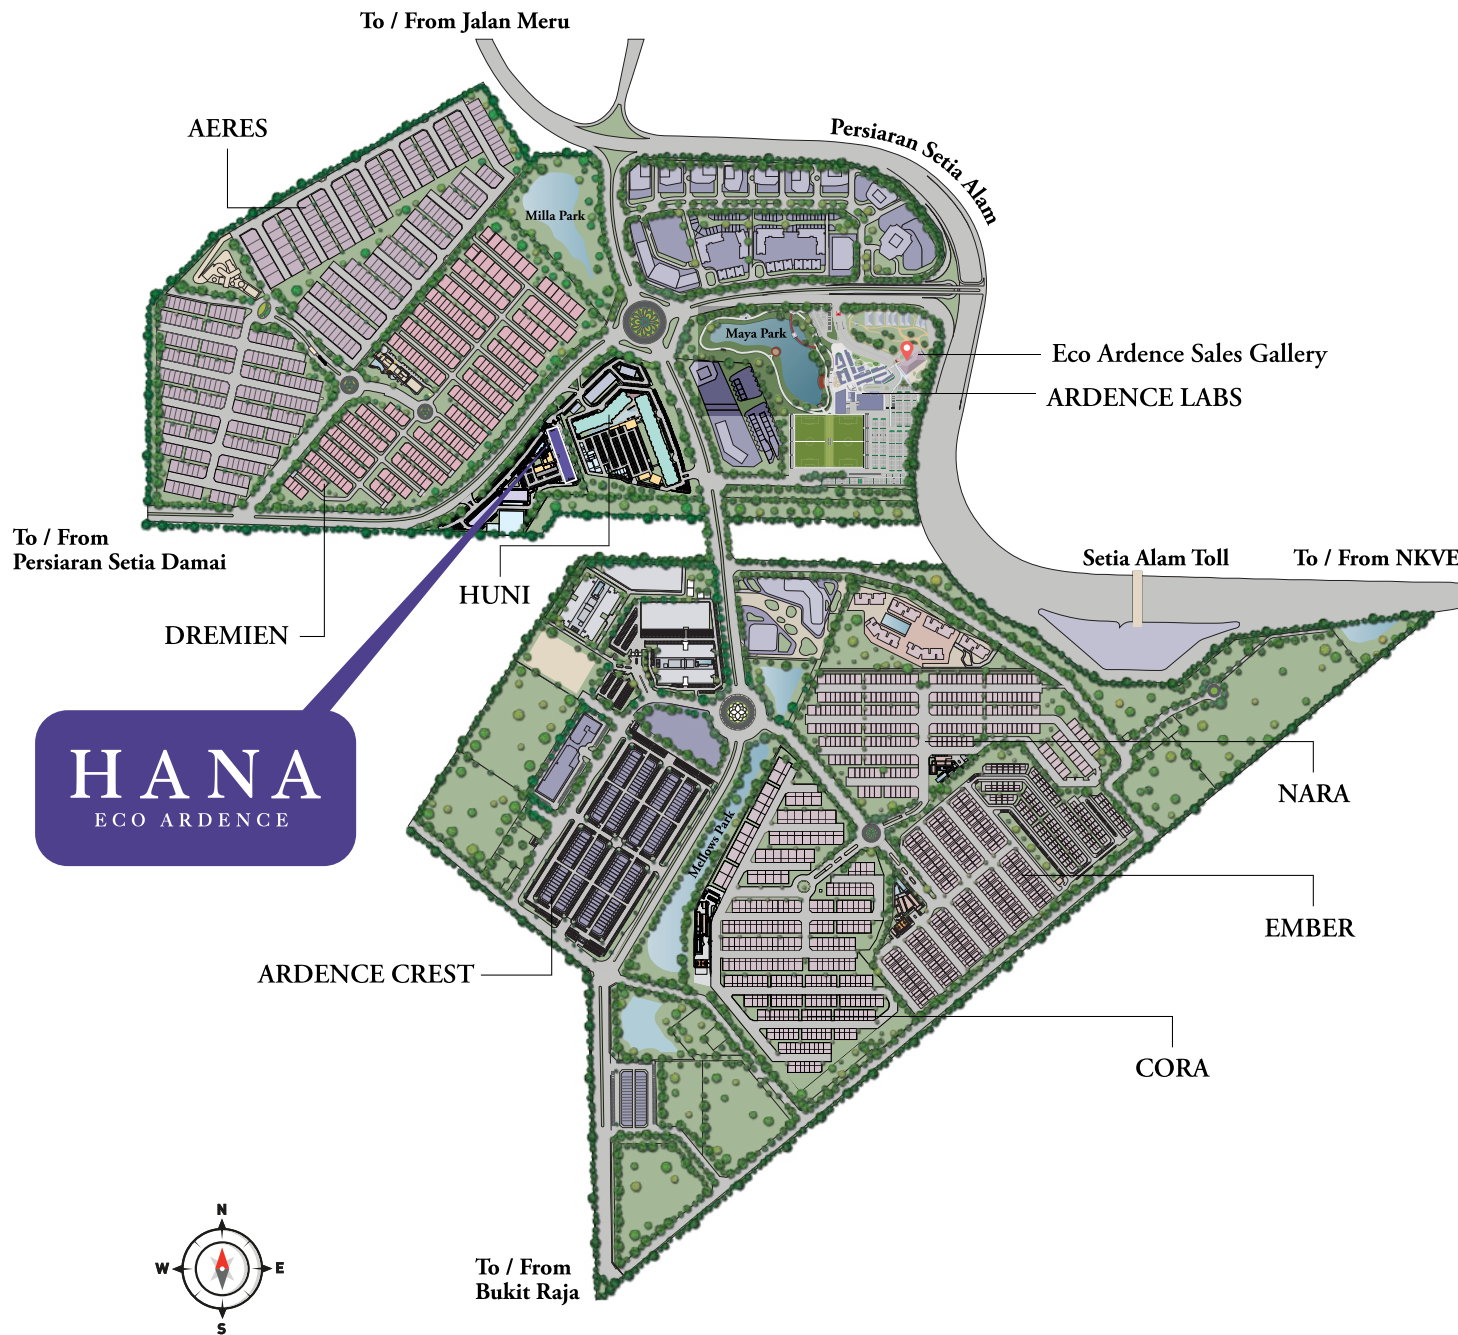 To / From Jalan Meru
AERES
Persiaran Setia Alam
Milla Park
Maya Park
Eco Ardence Sales Gallery
ARDENCE LABS
To / From
Persiaran Setia Damai
Setia Alam Toll
To / From NKVE
HUNI
DREMIEN
HANA
ECO ARDENCE
NARA
Mellows Park
EMBER
ARDENCE CREST
CORA
N
W
E
S
To / From
Bukit Raja